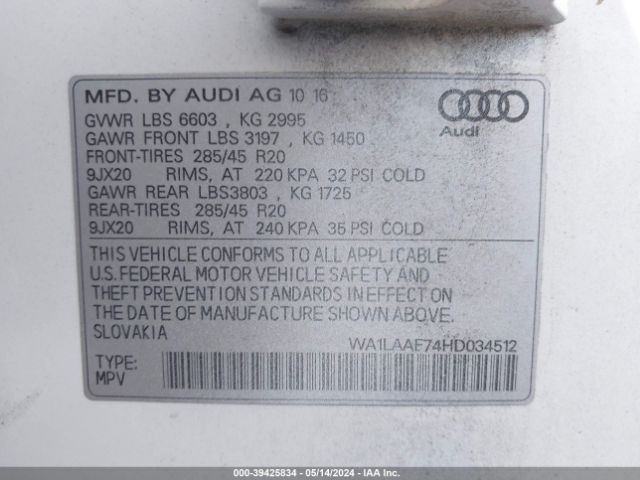 MFD. BY AUDI AG 10 16
GVWR LBS 6603 , KG 2995
GAWR FRONT LBS 3197 , KG 1450
FRONT-TIRES 285/45 R20
9JX20 RIMS, AT 220 KPA 32 PSI COLD
GAWR REAR LBS3803 , KG 1725
REAR-TIRES 285/45 R20
9JX20 RIMS, AT 240 KPA 35 PSI COLD
Audi
THIS VEHICLE CONFORMS TO ALL APPLICABLE
U.S. FEDERAL MOTOR VEHICLE SAFETY AND
THEFT PREVENTION STANDARDS IN EFFECT ON
THE DATE OF MANUFACTURE SHOWN ABOVE.
SLOVAKIA
WA1LAAF74HD034512
TYPE:
MPV
000-39425834 - 05/14/2024 - IAA Inc.